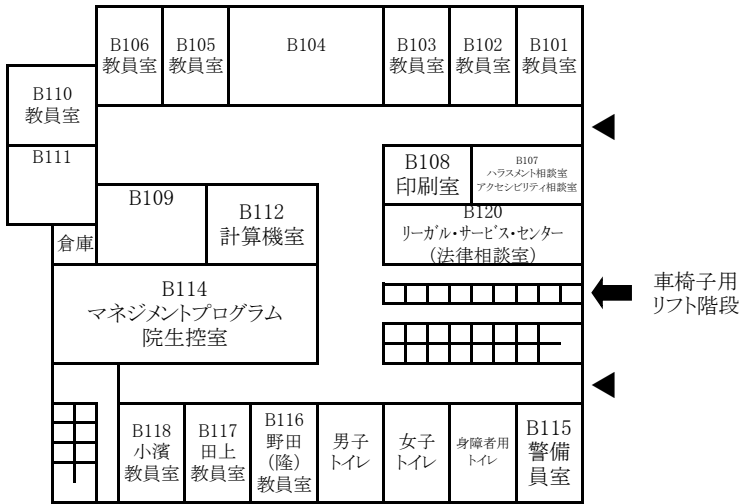 B106
教員室
B105
教員室
B104
B103
教員室
B102
教員室
B101
教員室
B110
教員室
B111
B108
印刷室
B107
ハラスメント相談室
アクセシビリティ相談室
B109
B112
計算機室
B120
リーガル・サービス・センター
(法律相談室)
倉庫
B114
マネジメントプログラム
院生控室
車椅子用
リフト階段
B118
小濱
教員室
B117
田上
教員室
B116
野田
(隆)
教員室
男子
トイレ
女子
トイレ
身障者用
トイレ
B115
警備
員室